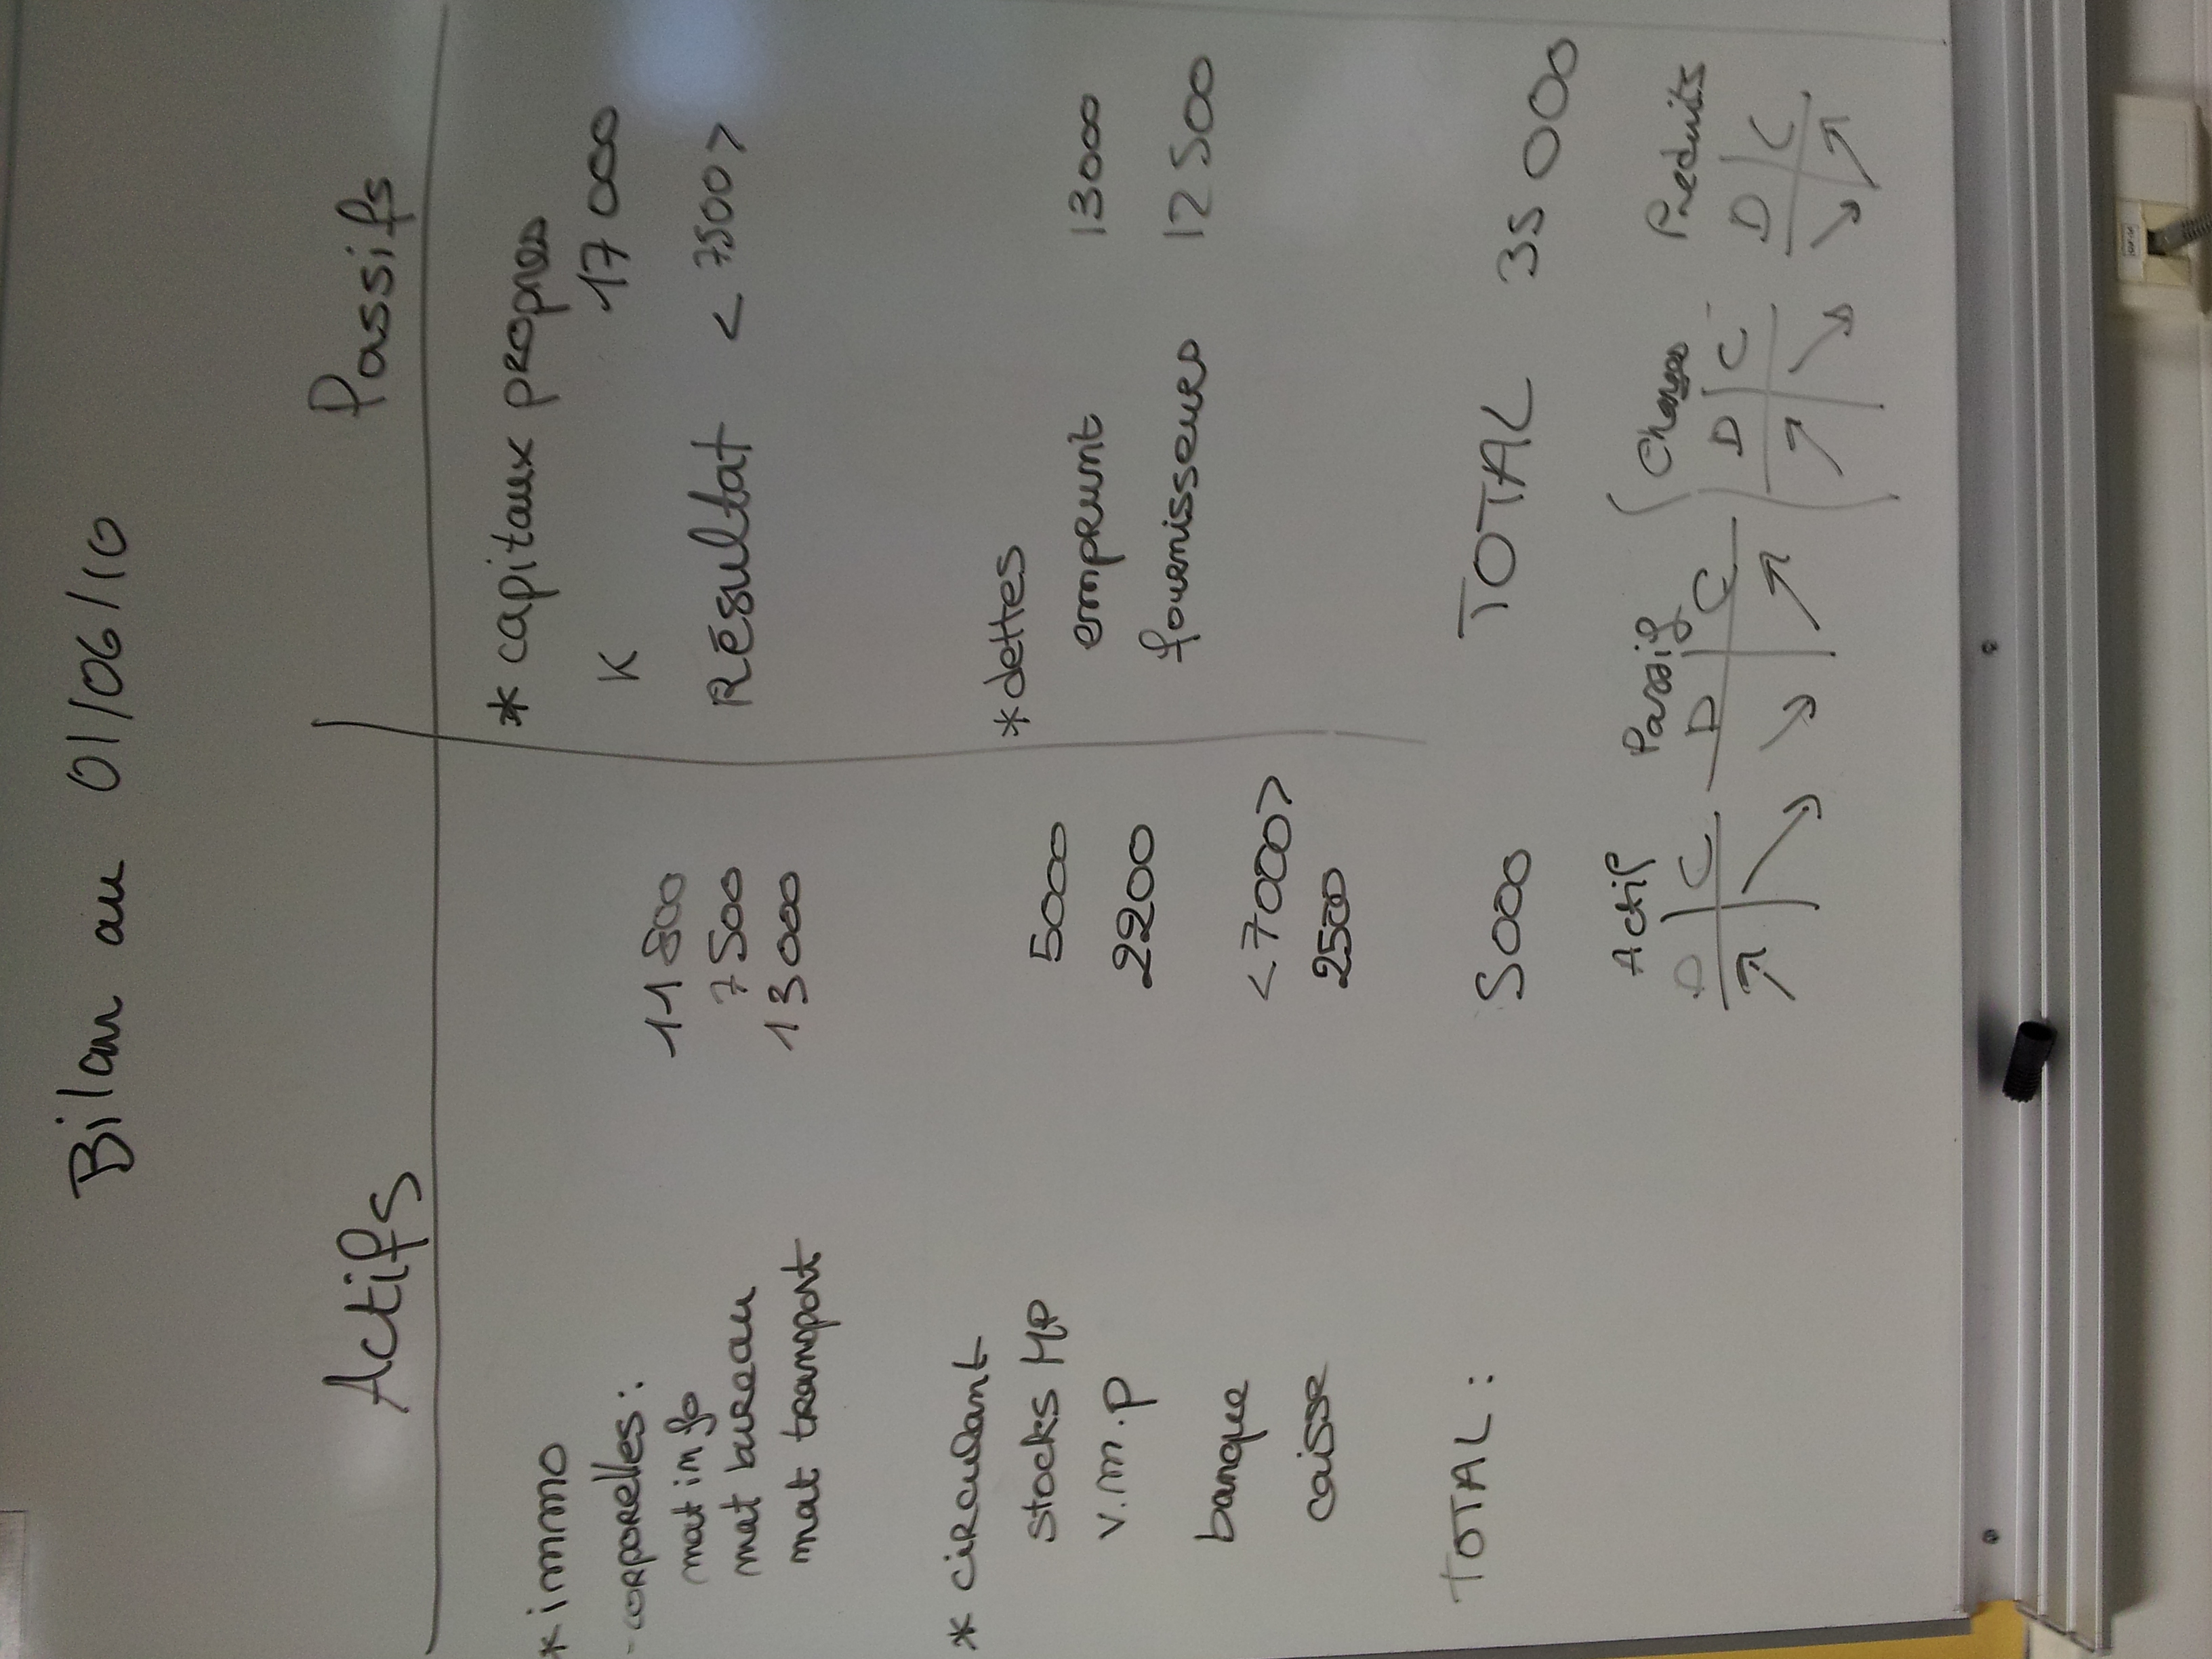 Bilan au 01/06/10
Actifs
Passifs
* immo
- corporelles :
mat info 11 800
mat bureau 7 500
mat transport 13 000
* circulant
stocks MP 5000
v.m.p 2200
banque <7000>
caisse 2500
TOTAL : 5000
* capitaux propres
K 17 000
Résultat <7500>
* dettes
emprunt 13000
fournisseurs 12 500
TOTAL 35 000
Actif Passif Charges Produits
D C D C D C D C